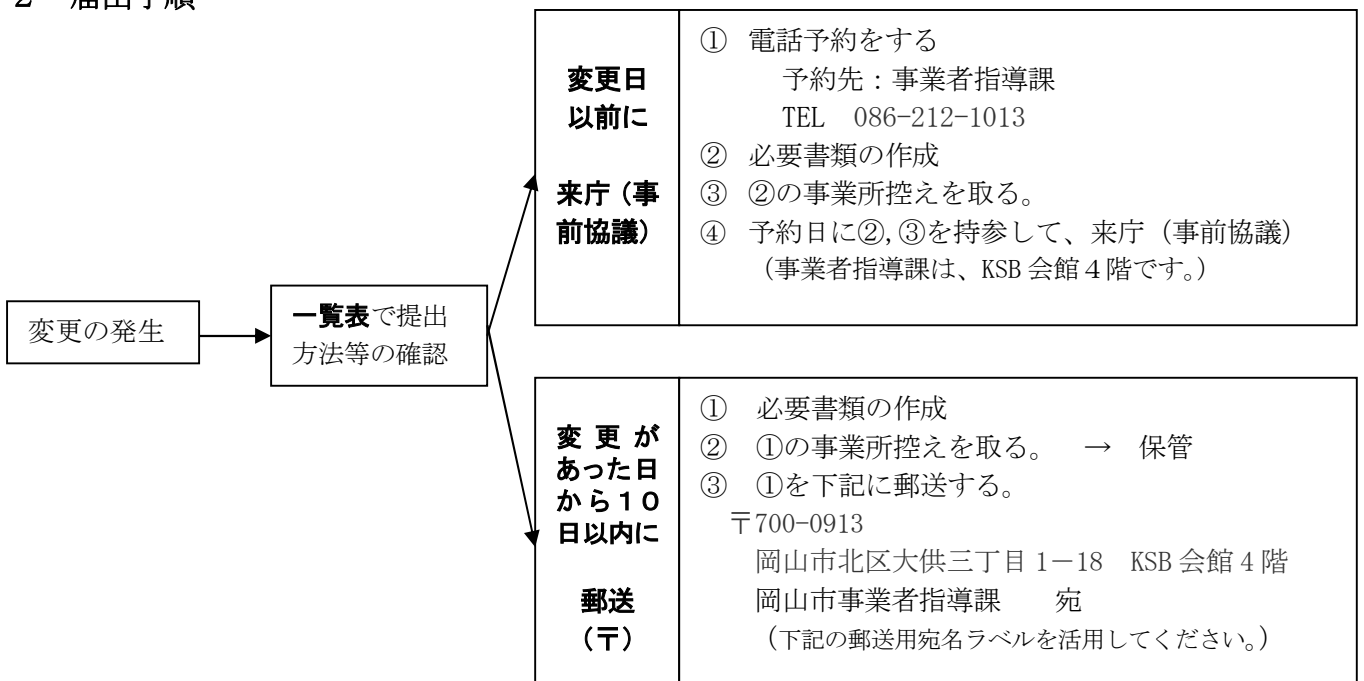 ２ 届出手順
変更の発生
一覧表で提出
方法等の確認
変更日
以前に
来庁（事
前協議）
① 電話予約をする
予約先：事業者指導課
TEL 086-212-1013
② 必要書類の作成
③ ②の事業所控えを取る。
④ 予約日に②,③を持参して、来庁（事前協議）
（事業者指導課は、KSB 会館４階です。）
変更が
あった日
から１０
日以内に
郵送
（〒）
① 必要書類の作成
② ①の事業所控えを取る。 → 保管
③ ①を下記に郵送する。
〒700-0913
岡山市北区大供三丁目 1－18 KSB 会館 4 階
岡山市事業者指導課 宛
（下記の郵送用宛名ラベルを活用してください。）